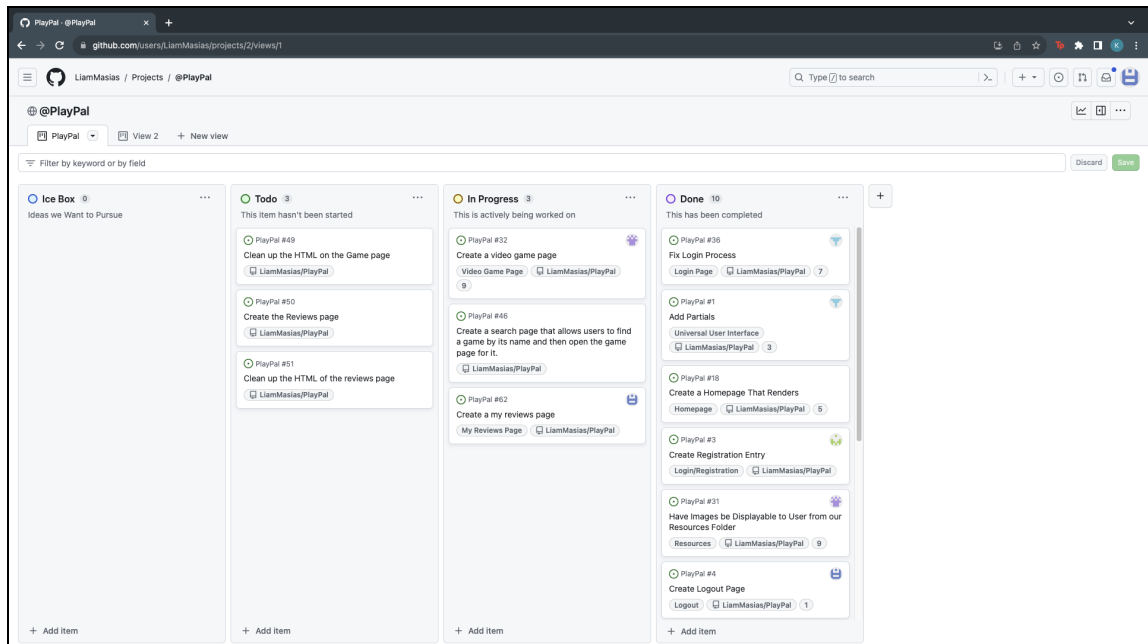 PlayPal · @PlayPal
github.com/users/LiamMasias/projects/2/views/1
K
LiamMasias / Projects / @PlayPal
Type / to search
@PlayPal
PlayPal
View 2
+ New view
Filter by keyword or by field
Discard
Save
Ice Box 0
Ideas we Want to Pursue
+ Add item
Todo 3
This item hasn't been started
PlayPal #49
Clean up the HTML on the Game page
LiamMasias/PlayPal
PlayPal #50
Create the Reviews page
LiamMasias/PlayPal
PlayPal #51
Clean up the HTML of the reviews page
LiamMasias/PlayPal
+ Add item
In Progress 3
This is actively being worked on
PlayPal #32
Create a video game page
Video Game Page LiamMasias/PlayPal
9
PlayPal #46
Create a search page that allows users to find
a game by its name and then open the game
page for it.
LiamMasias/PlayPal
PlayPal #62
Create a my reviews page
My Reviews Page LiamMasias/PlayPal
+ Add item
Done 10
This has been completed
PlayPal #36
Fix Login Process
Login Page LiamMasias/PlayPal 7
PlayPal #1
Add Partials
Universal User Interface
LiamMasias/PlayPal 3
PlayPal #18
Create a Homepage That Renders
Homepage LiamMasias/PlayPal 5
PlayPal #3
Create Registration Entry
Login/Registration LiamMasias/PlayPal
PlayPal #31
Have Images be Displayable to User from our
Resources Folder
Resources LiamMasias/PlayPal 9
PlayPal #4
Create Logout Page
Logout LiamMasias/PlayPal 1
+ Add item